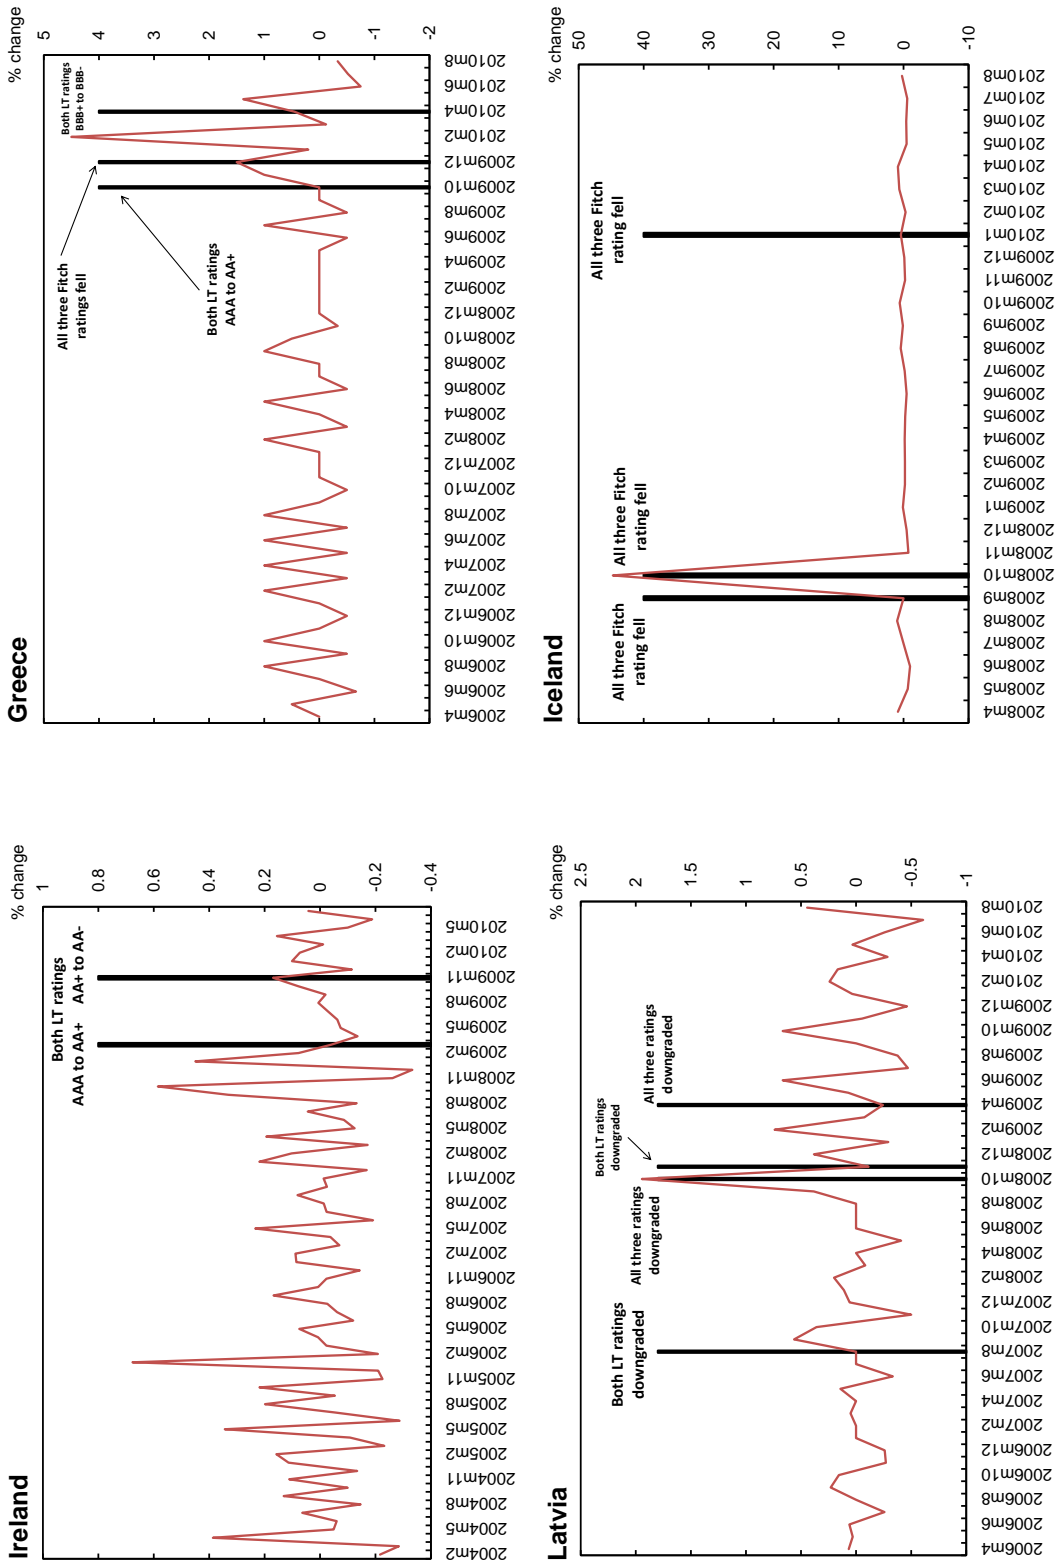 Ireland
% change
1
0.8
0.6
0.4
0.2
0
-0.2
-0.4
Both LT ratings
AAA to AA+ AA+ to AA-
2004m2
2004m5
2004m8
2004m11
2005m2
2005m5
2005m8
2005m11
2006m2
2006m5
2006m8
2006m11
2007m2
2007m5
2007m8
2007m11
2008m2
2008m5
2008m8
2008m11
2009m2
2009m5
2009m8
2009m11
2010m2
2010m5
Greece
% change
5
4
3
2
1
0
-1
-2
All three Fitch
ratings fell
Both LT ratings
AAA to AA+
Both LT ratings
BBB+ to BBB-
2006m4
2006m6
2006m8
2006m10
2006m12
2007m2
2007m4
2007m6
2007m8
2007m10
2007m12
2008m2
2008m4
2008m6
2008m8
2008m10
2008m12
2009m2
2009m4
2009m6
2009m8
2009m10
2009m12
2010m2
2010m4
2010m6
2010m8
Latvia
% change
2.5
2
1.5
1
0.5
0
-0.5
-1
Both LT ratings
downgraded
All three ratings
downgraded
Both LT ratings
downgraded
All three ratings
downgraded
2006m4
2006m6
2006m8
2006m10
2006m12
2007m2
2007m4
2007m6
2007m8
2007m10
2007m12
2008m2
2008m4
2008m6
2008m8
2008m10
2008m12
2009m2
2009m4
2009m6
2009m8
2009m10
2009m12
2010m2
2010m4
2010m6
2010m8
Iceland
% change
50
40
30
20
10
0
-10
All three Fitch
rating fell
All three Fitch
rating fell
All three Fitch
rating fell
2008m4
2008m5
2008m6
2008m7
2008m8
2008m9
2008m10
2008m11
2008m12
2009m1
2009m2
2009m3
2009m4
2009m5
2009m6
2009m7
2009m8
2009m9
2009m10
2009m11
2009m12
2010m1
2010m2
2010m3
2010m4
2010m5
2010m6
2010m7
2010m8